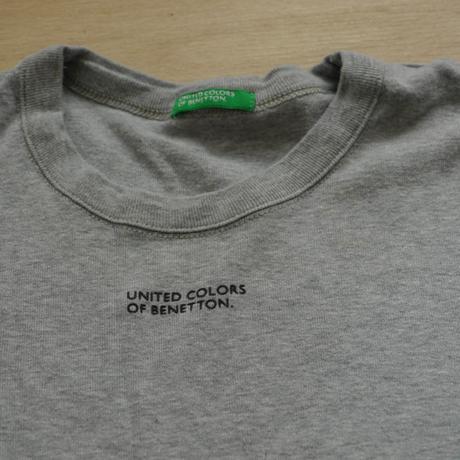 UNITED COLORS
OF BENETTON.
UNITED COLORS
OF BENETTON.